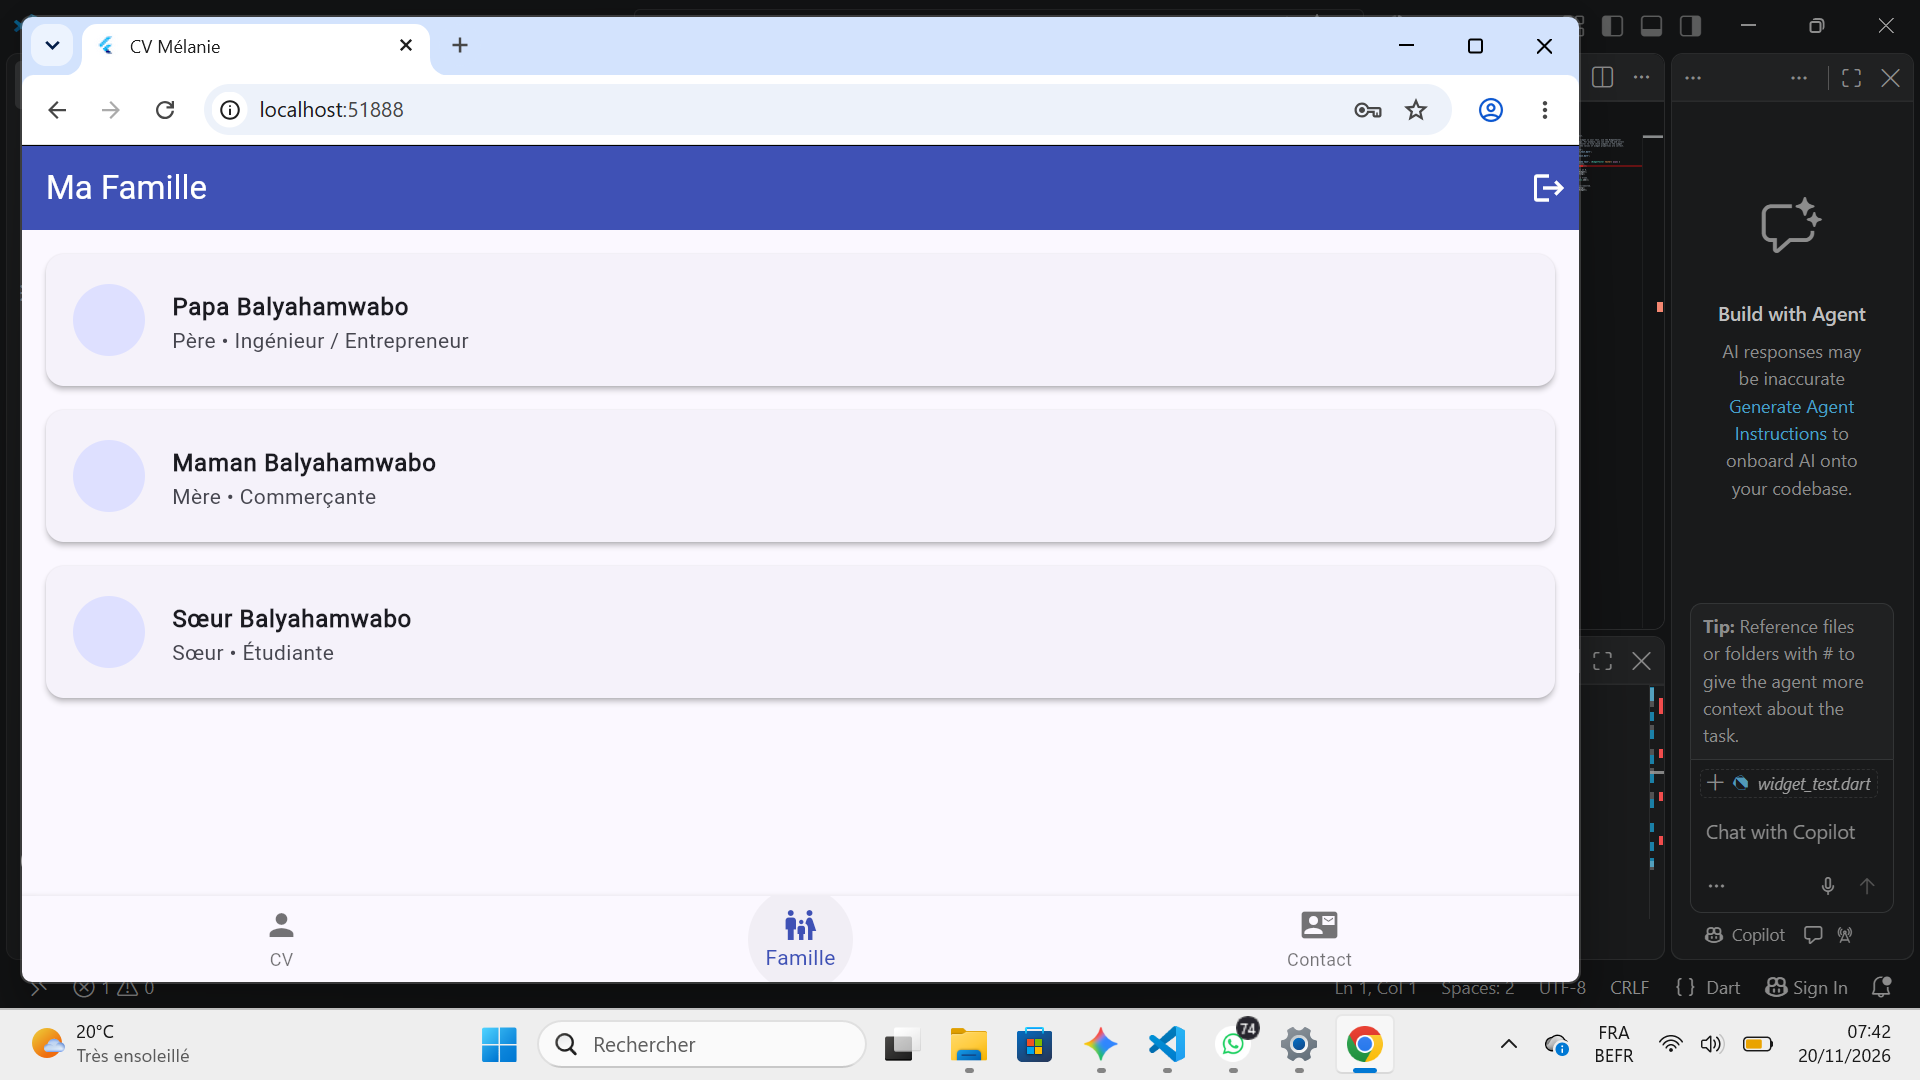 CV Mélanie
localhost:51888
Ma Famille
Papa Balyahamwabo
Père • Ingénieur / Entrepreneur
Maman Balyahamwabo
Mère • Commerçante
Sœur Balyahamwabo
Sœur • Étudiante
CV
Famille
Contact
Build with Agent
AI responses may
be inaccurate
Generate Agent
Instructions to
onboard AI onto
your codebase.
Tip: Reference files
or folders with # to
give the agent more
context about the
task.
widget_test.dart
Chat with Copilot
Copilot
1 0
Ln 1, Col 1
Spaces: 2
UTF-8
CRLF
{ } Dart
Sign In
20°C
Très ensoleillé
Rechercher
74
FRA
BEFR
07:42
20/11/2026